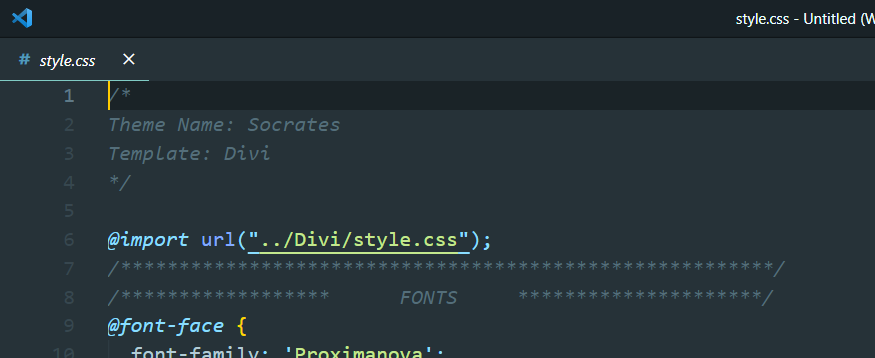 style.css - Untitled (W
# style.css ×
1 /*
2 Theme Name: Socrates
3 Template: Divi
4 */
5
6 @import url("../Divi/style.css");
7 /********************************************************/
8 /****************** FONTS *********************/
9 @font-face {
10 font-family: 'Proximanova';